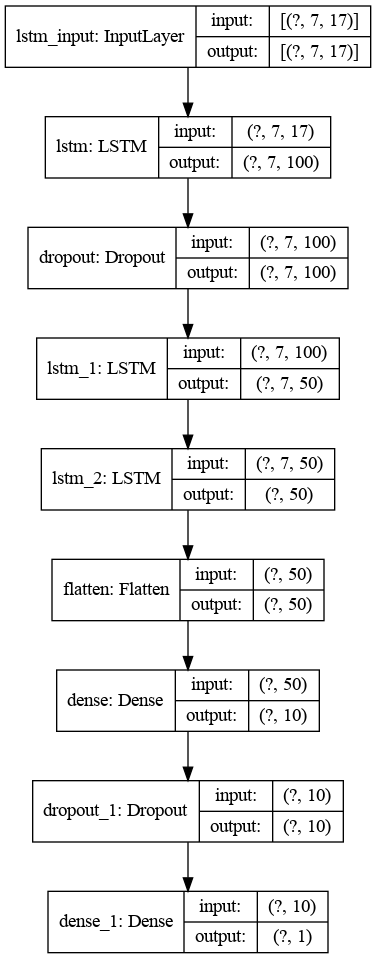 lstm_input: InputLayer
input: [(?, 7, 17)]
output: [(?, 7, 17)]
lstm: LSTM
input: (?, 7, 17)
output: (?, 7, 100)
dropout: Dropout
input: (?, 7, 100)
output: (?, 7, 100)
lstm_1: LSTM
input: (?, 7, 100)
output: (?, 7, 50)
lstm_2: LSTM
input: (?, 7, 50)
output: (?, 50)
flatten: Flatten
input: (?, 50)
output: (?, 50)
dense: Dense
input: (?, 50)
output: (?, 10)
dropout_1: Dropout
input: (?, 10)
output: (?, 10)
dense_1: Dense
input: (?, 10)
output: (?, 1)